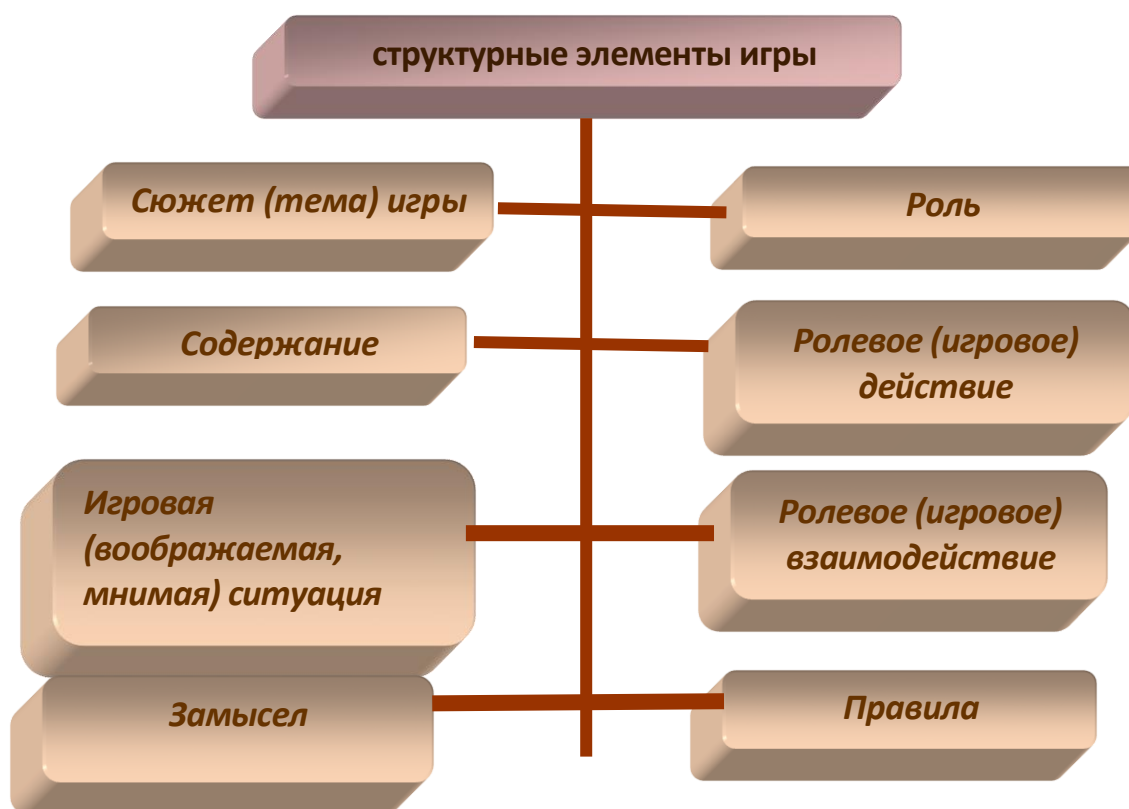 структурные элементы игры
Сюжет (тема) игры
Роль
Содержание
Ролевое (игровое)
действие
Игровая
(воображаемая,
мнимая) ситуация
Ролевое (игровое)
взаимодействие
Замысел
Правила